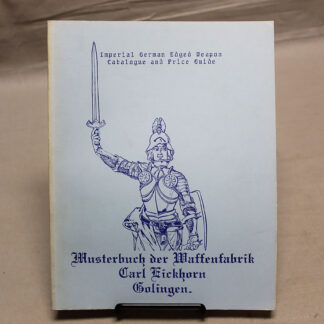 Imperial German Edged Weapon
Catalogue and Price Guide
Musterbuch der Waffenfabrik
Carl Eickhorn
Solingen.